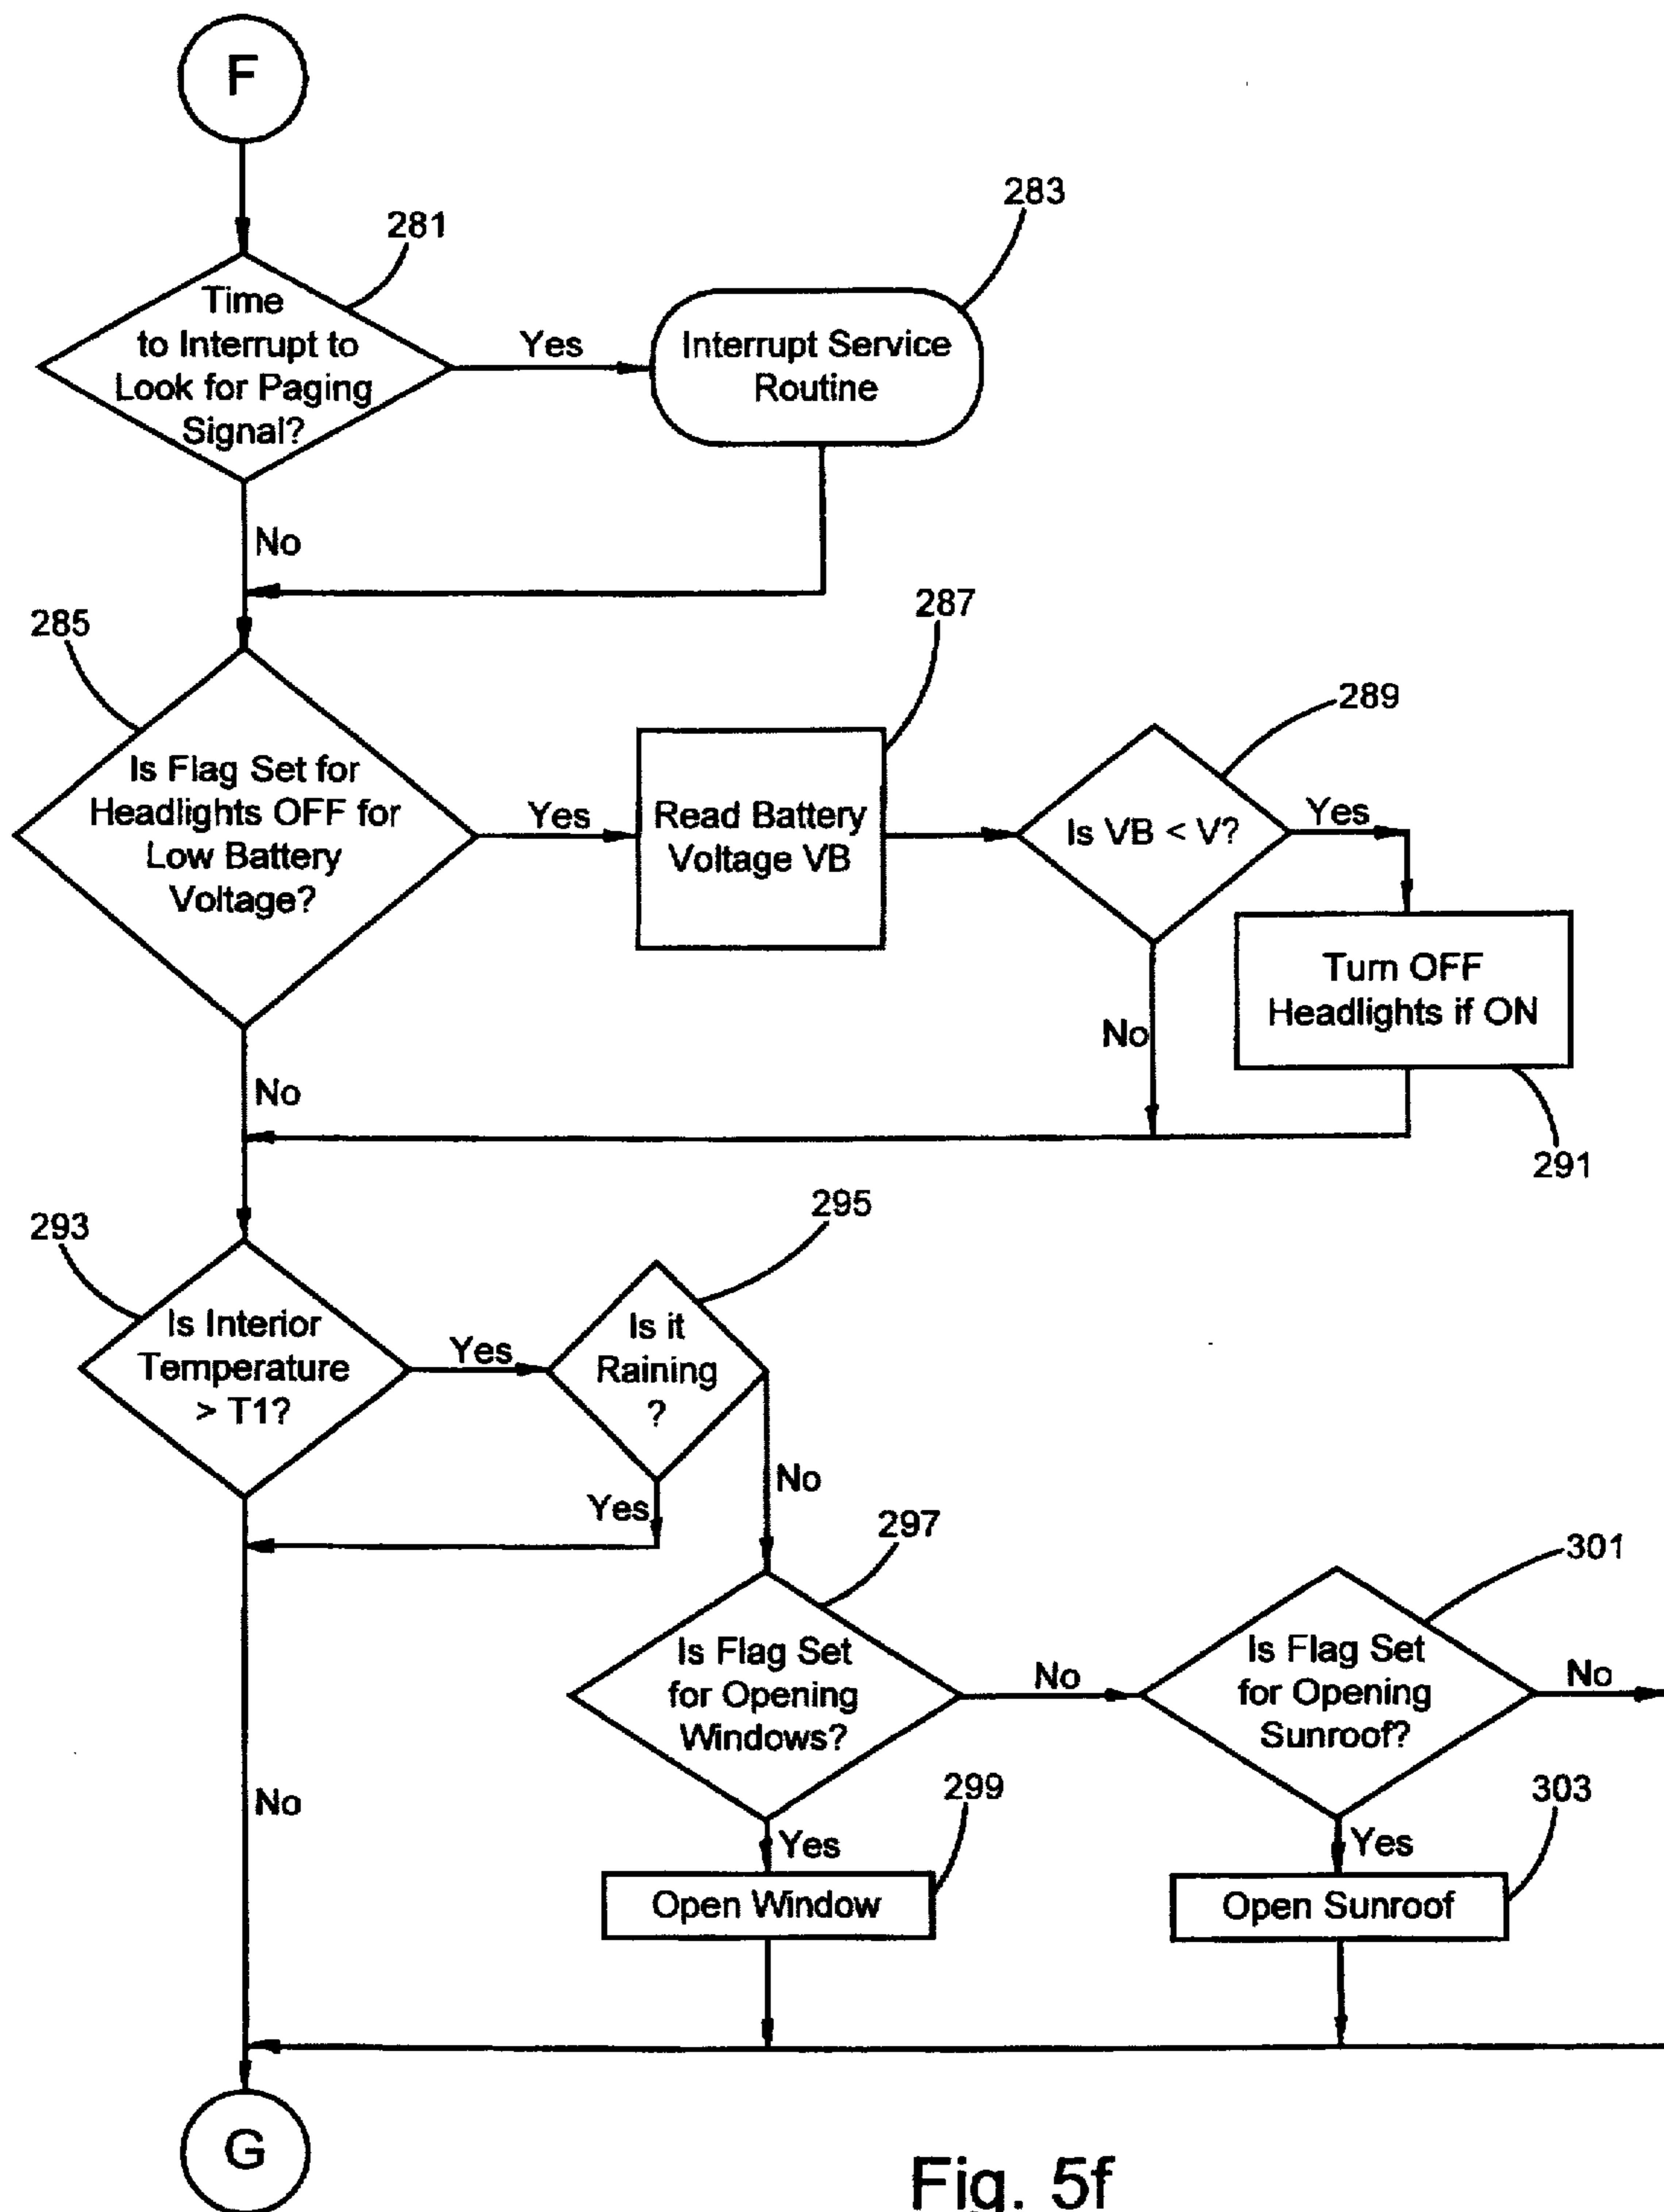 F
281
283
Time
to Interrupt to
Look for Paging
Signal?
Yes
Interrupt Service
Routine
No
285
287
289
Is Flag Set for
Headlights OFF for
Low Battery
Voltage?
Yes
Read Battery
Voltage VB
Is VB < V?
Yes
Turn OFF
Headlights if ON
No
No
291
293
295
Is Interior
Temperature
> T1?
Yes
Is it
Raining
?
Yes
No
297
301
Is Flag Set
for Opening
Windows?
No
Is Flag Set
for Opening
Sunroof?
No
No
299
303
Yes
Yes
Open Window
Open Sunroof
G
Fig. 5f